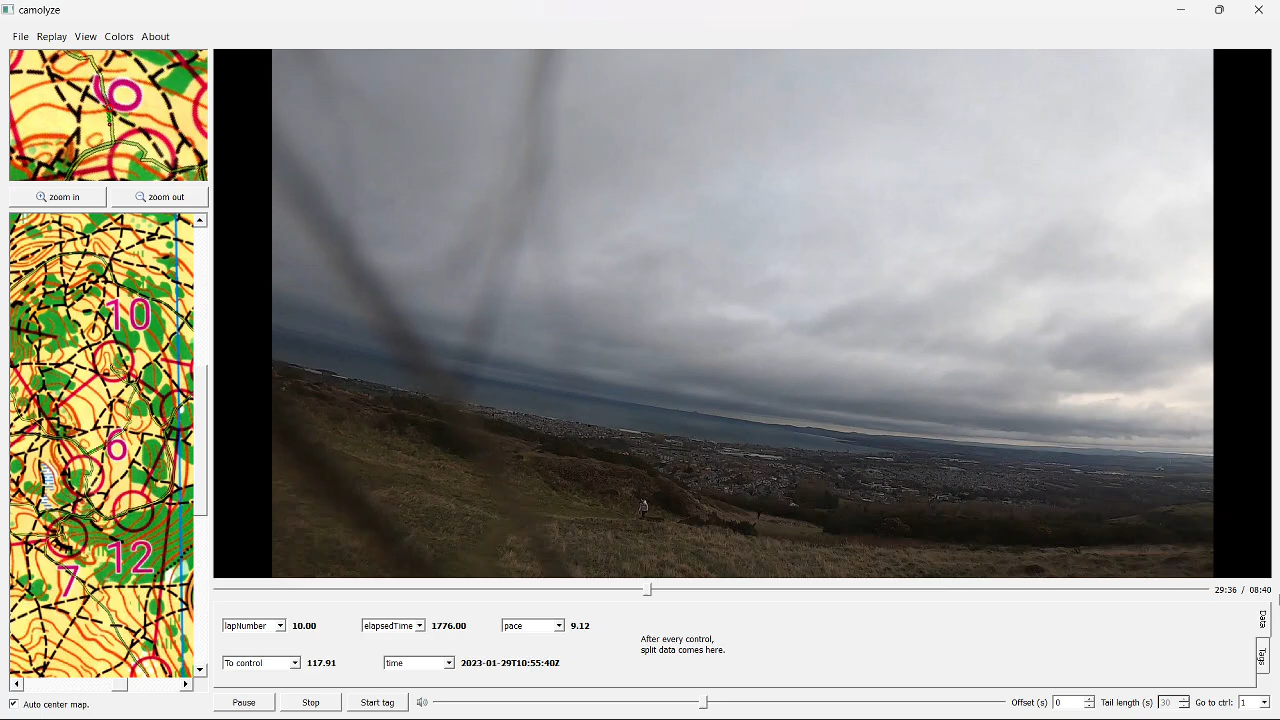 camolyze
File Replay View Colors About
zoom in zoom out
10
6
12
7
29:36 / 08:40
lapNumber 10.00 elapsedTime 1776.00 pace 9.12
After every control,
split data comes here.
To control 117.91 time 2023-01-29T10:55:40Z
Data
Tags
Auto center map.
Pause Stop Start tag Offset (s) 0 Tail length (s) 30 Go to ctrl: 1